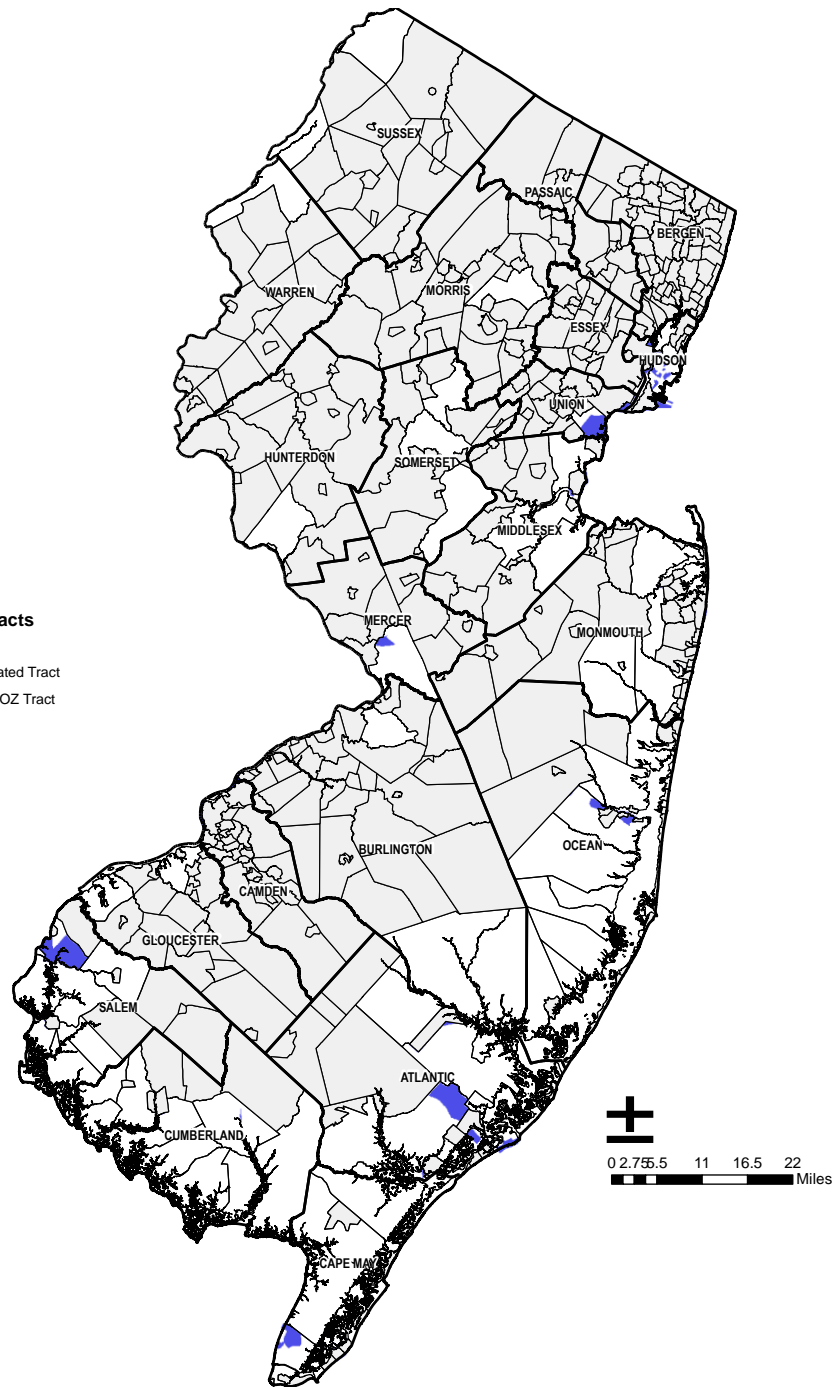 SUSSEX
PASSAIC
BERGEN
WARREN
MORRIS
ESSEX
HUDSON
UNION
HUNTERDON
SOMERSET
MIDDLESEX
MERCER
MONMOUTH
acts
ated Tract
OZ Tract
OCEAN
BURLINGTON
CAMDEN
GLOUCESTER
SALEM
ATLANTIC
CUMBERLAND
CAPE MAY
0 2.75 5.5 11 16.5 22
Miles